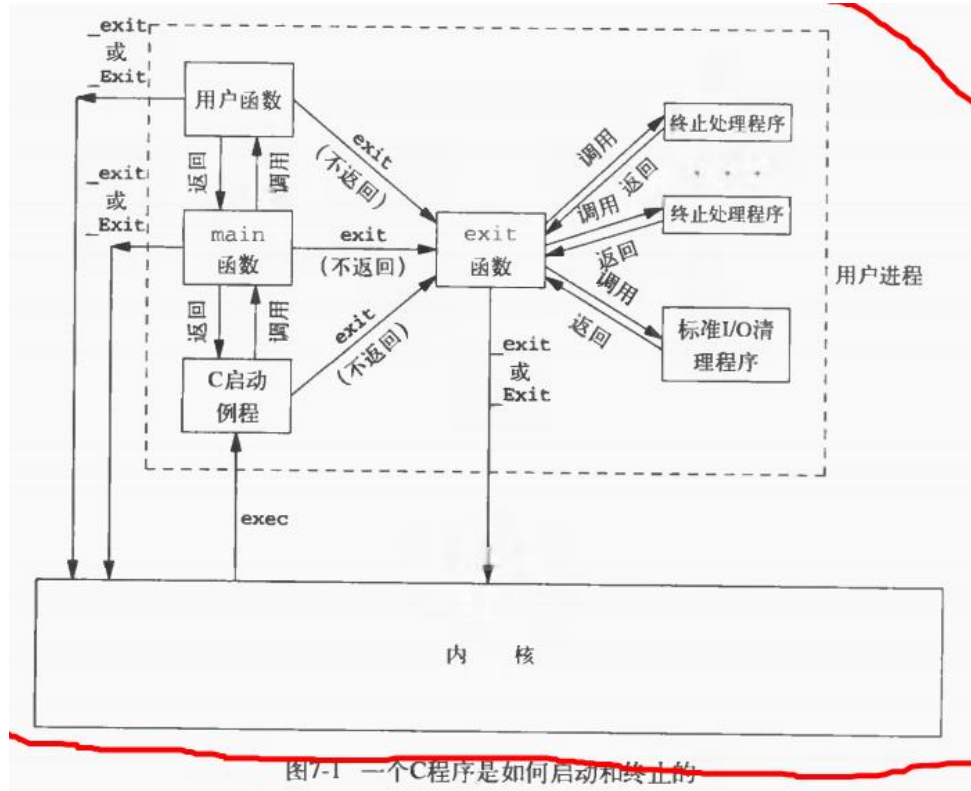 _exit
或
_Exit
用户函数
终止处理程序
返回
调用
exit
(不返回)
调用
返回
. . .
_exit
或
_Exit
main
函数
exit
(不返回)
exit
函数
调用
返回
终止处理程序
用户进程
返回
调用
exit
(不返回)
调用
返回
标准I/O清
理程序
C启动
例程
_exit
或
_Exit
exec
内 核
图7-1 一个C程序是如何启动和终止的